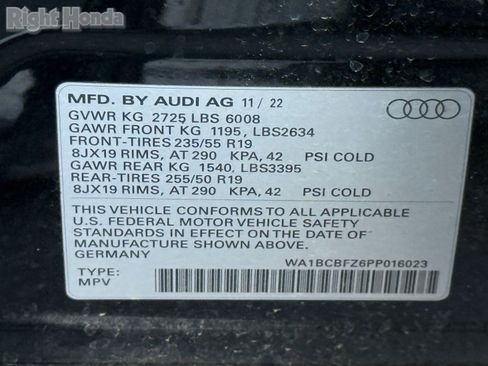 Right Honda
MFD. BY AUDI AG 11 / 22
GVWR KG 2725 LBS 6008
GAWR FRONT KG 1195, LBS2634
FRONT-TIRES 235/55 R19
8JX19 RIMS, AT 290 KPA, 42 PSI COLD
GAWR REAR KG 1540, LBS3395
REAR-TIRES 255/50 R19
8JX19 RIMS, AT 290 KPA, 42 PSI COLD
THIS VEHICLE CONFORMS TO ALL APPLICABLE
U.S. FEDERAL MOTOR VEHICLE SAFETY
STANDARDS IN EFFECT ON THE DATE OF
MANUFACTURE SHOWN ABOVE.
GERMANY WA1BCBFZ6PP016023
TYPE:
MPV